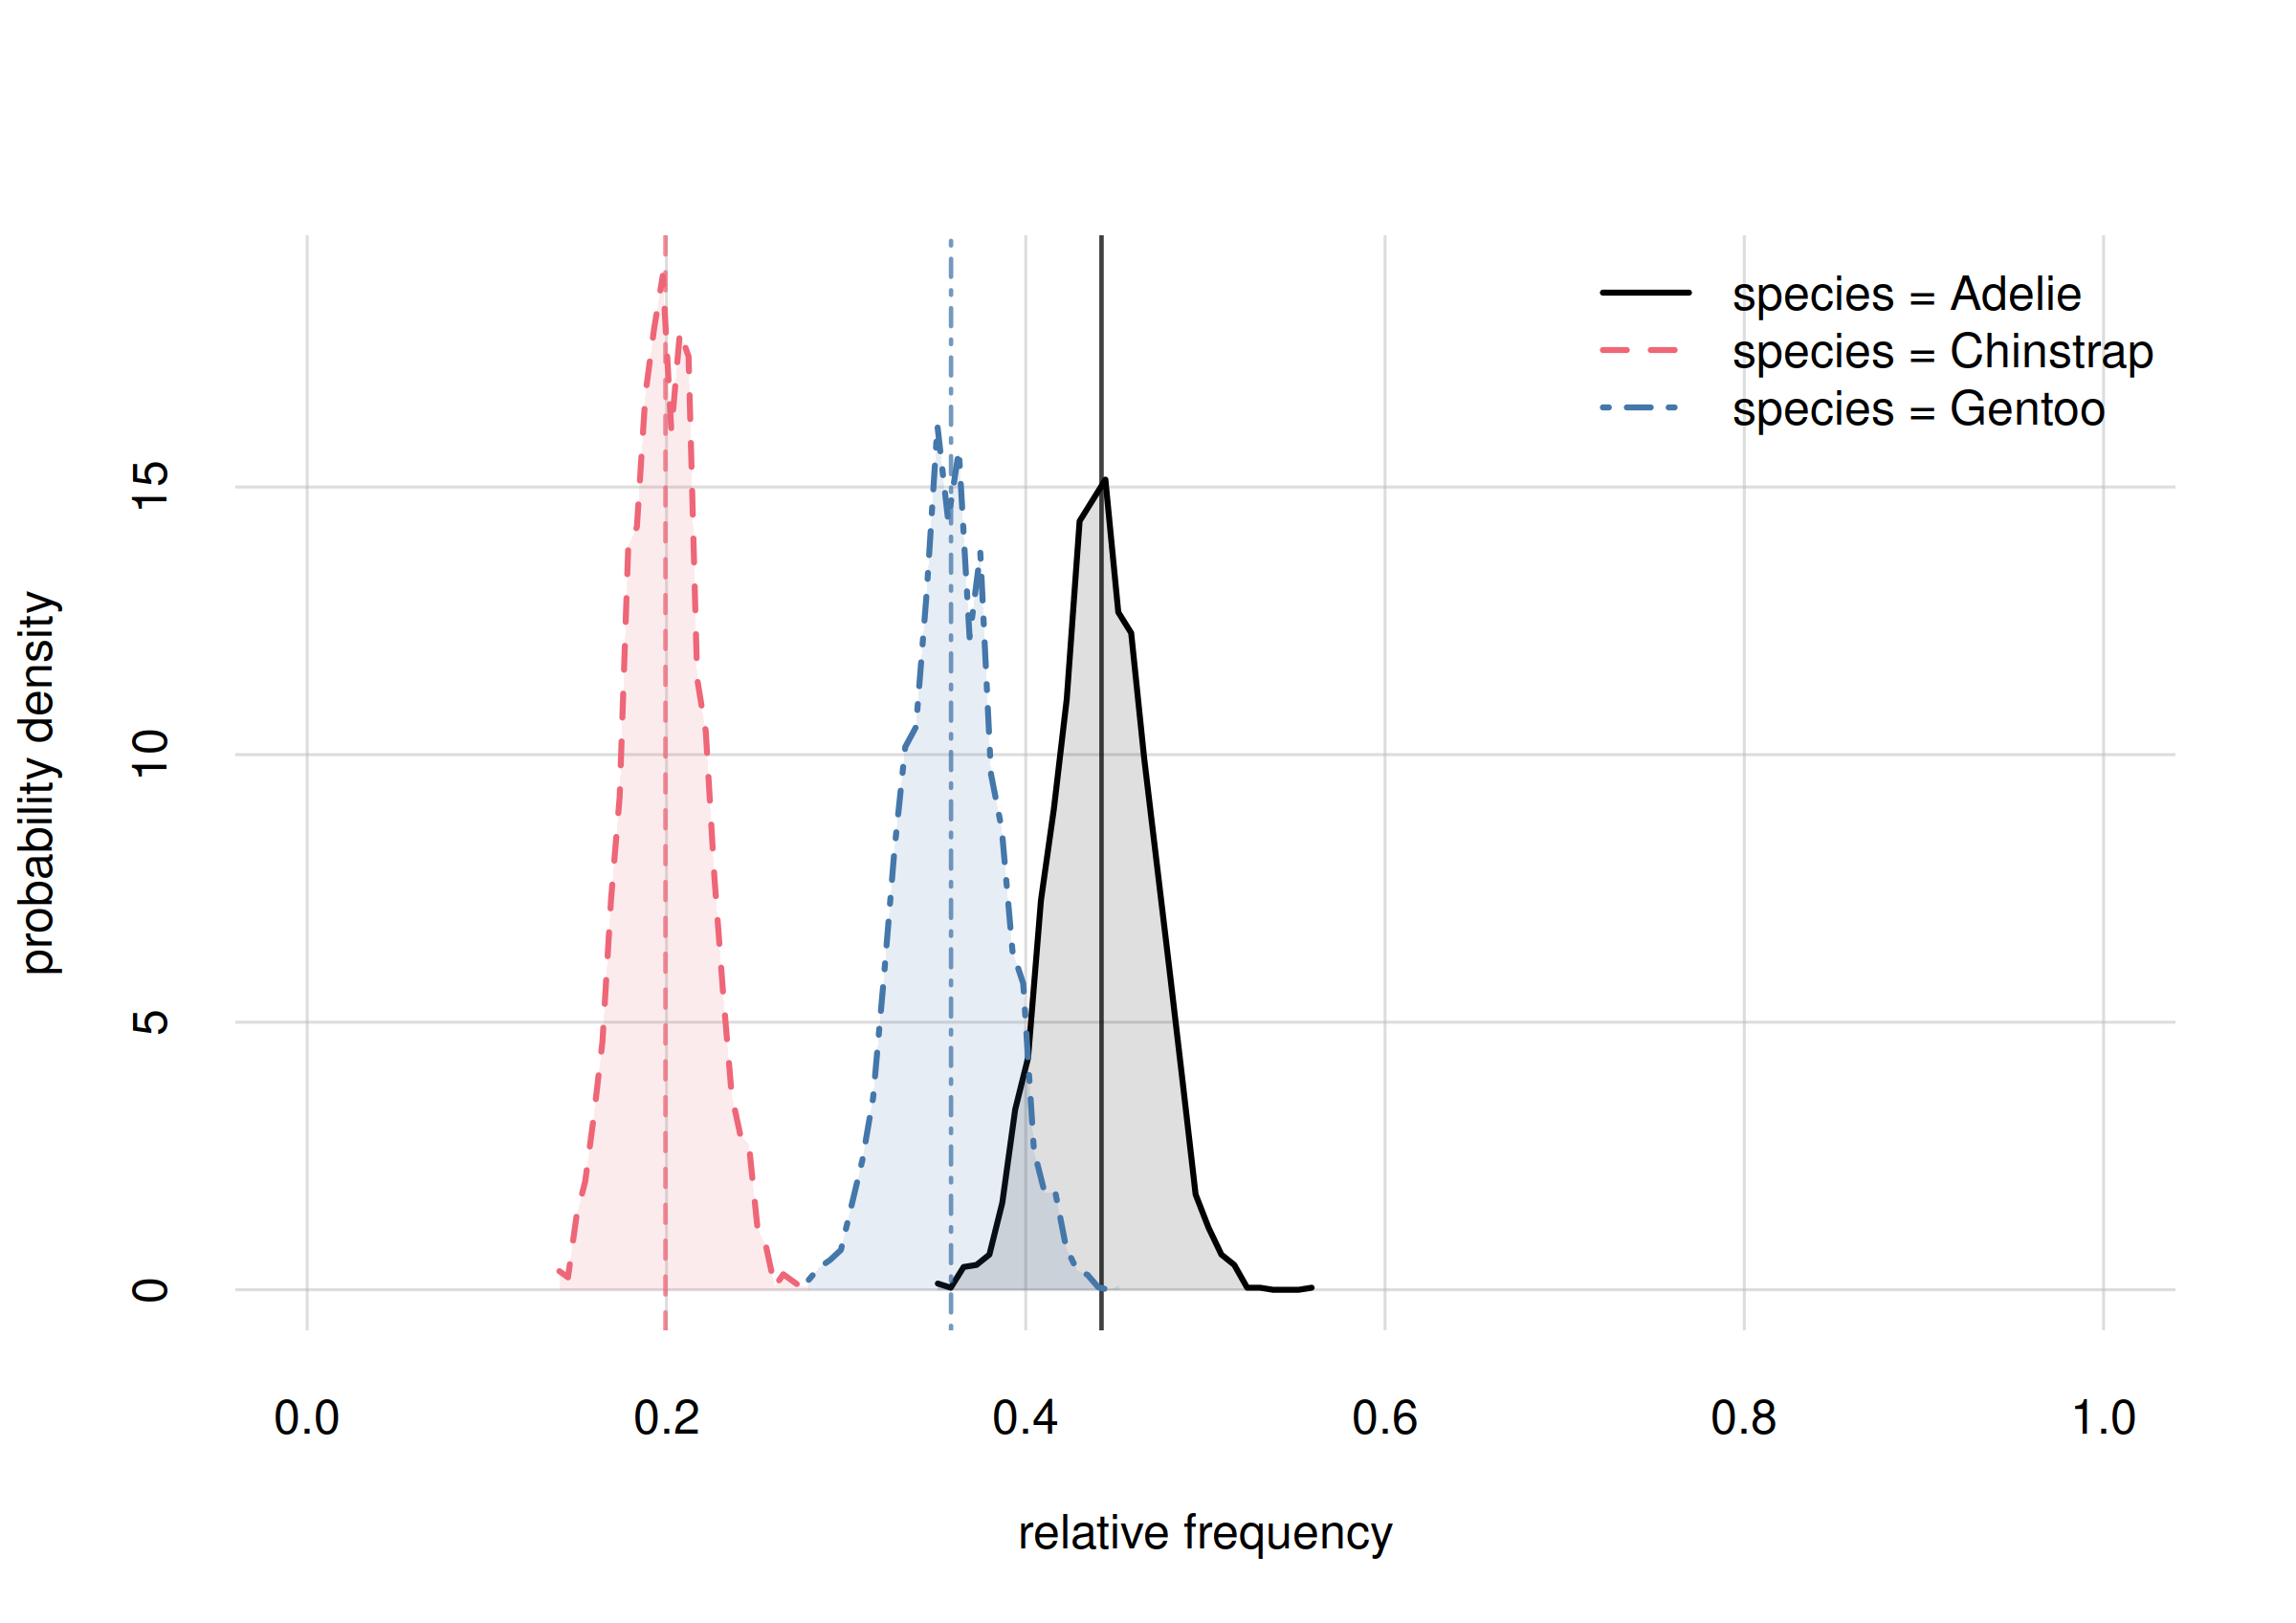 species = Adelie
species = Chinstrap
species = Gentoo
probability density
15
10
5
0
0.0 0.2 0.4 0.6 0.8 1.0
relative frequency